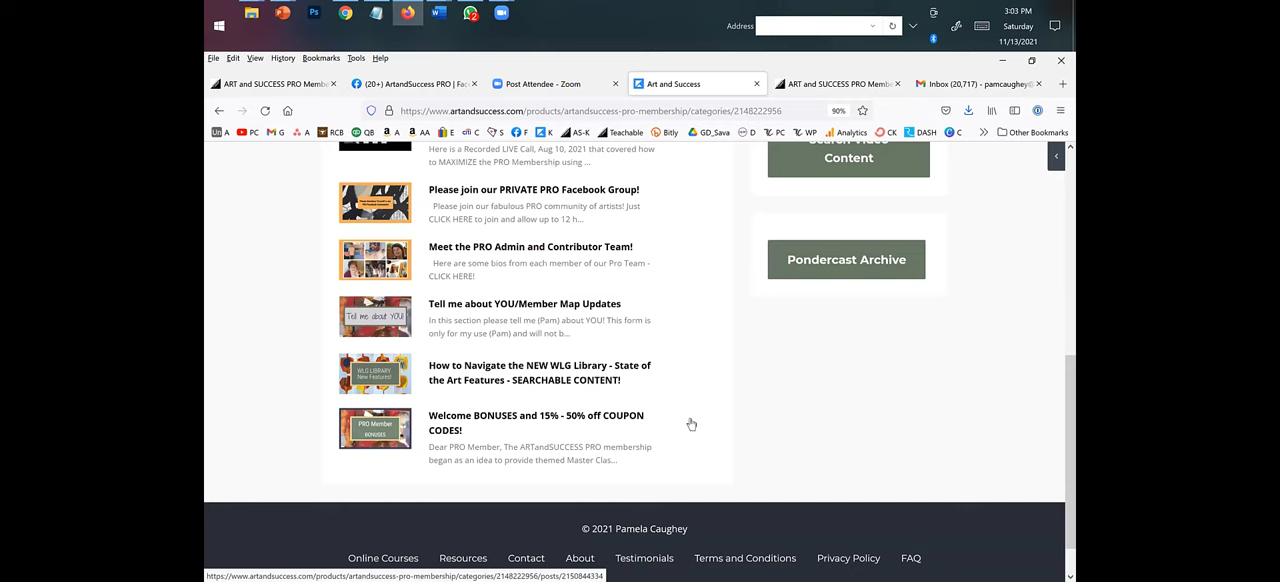 3:03 PM
Saturday
11/13/2021
Address
Ps
2
File Edit View History Bookmarks Tools Help
ART and SUCCESS PRO Membe
(20+) ArtandSuccess PRO | Fac
Post Attendee - Zoom
Art and Success
ART and SUCCESS PRO Membe
Inbox (20,717) - pamcaughey@
https://www.artandsuccess.com/products/artandsuccess-pro-membership/categories/2148222956
90%
A PC G A RCB QB A AA E C S F K AS-K Teachable Bitly GD_Sava D PC WP Analytics CK DASH C Other Bookmarks
Here is a Recorded LIVE Call, Aug 10, 2021 that covered how
to MAXIMIZE the PRO Membership using ...
Search Video
Content
Please join our PRIVATE PRO Facebook Group!
Please join our fabulous PRO community of artists! Just
CLICK HERE to join and allow up to 12 h...
Meet the PRO Admin and Contributor Team!
Here are some bios from each member of our Pro Team -
CLICK HERE!
Pondercast Archive
Tell me about YOU!
Tell me about YOU/Member Map Updates
In this section please tell me (Pam) about YOU! This form is
only for my use (Pam) and will not b...
WLG LIBRARY
New Features!
How to Navigate the NEW WLG Library - State of
the Art Features - SEARCHABLE CONTENT!
PRO Member
BONUSES
Welcome BONUSES and 15% - 50% off COUPON
CODES!
Dear PRO Member, The ARTandSUCCESS PRO membership
began as an idea to provide themed Master Clas...
© 2021 Pamela Caughey
Online Courses Resources Contact About Testimonials Terms and Conditions Privacy Policy FAQ
https://www.artandsuccess.com/products/artandsuccess-pro-membership/categories/2148222956/posts/2150844334